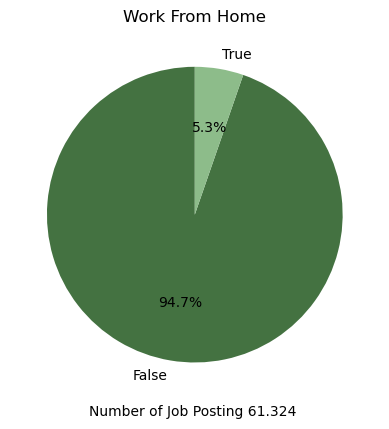 Work From Home
True
5.3%
94.7%
False
Number of Job Posting 61.324